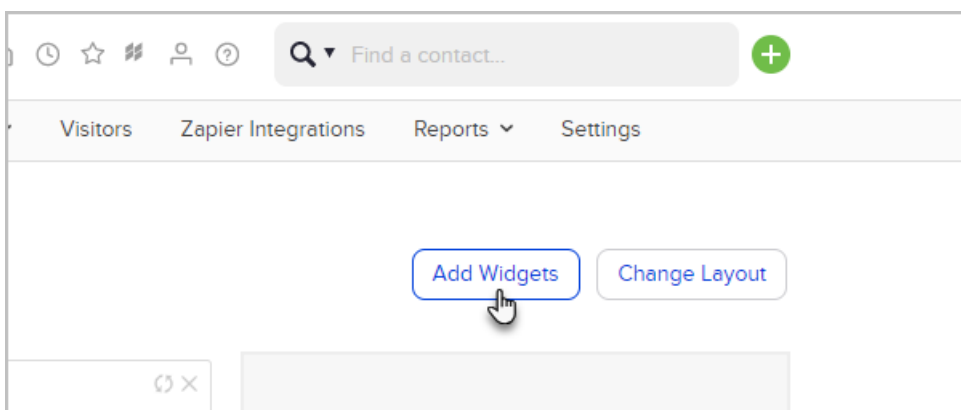 Find a contact...
Visitors Zapier Integrations Reports Settings
Add Widgets Change Layout